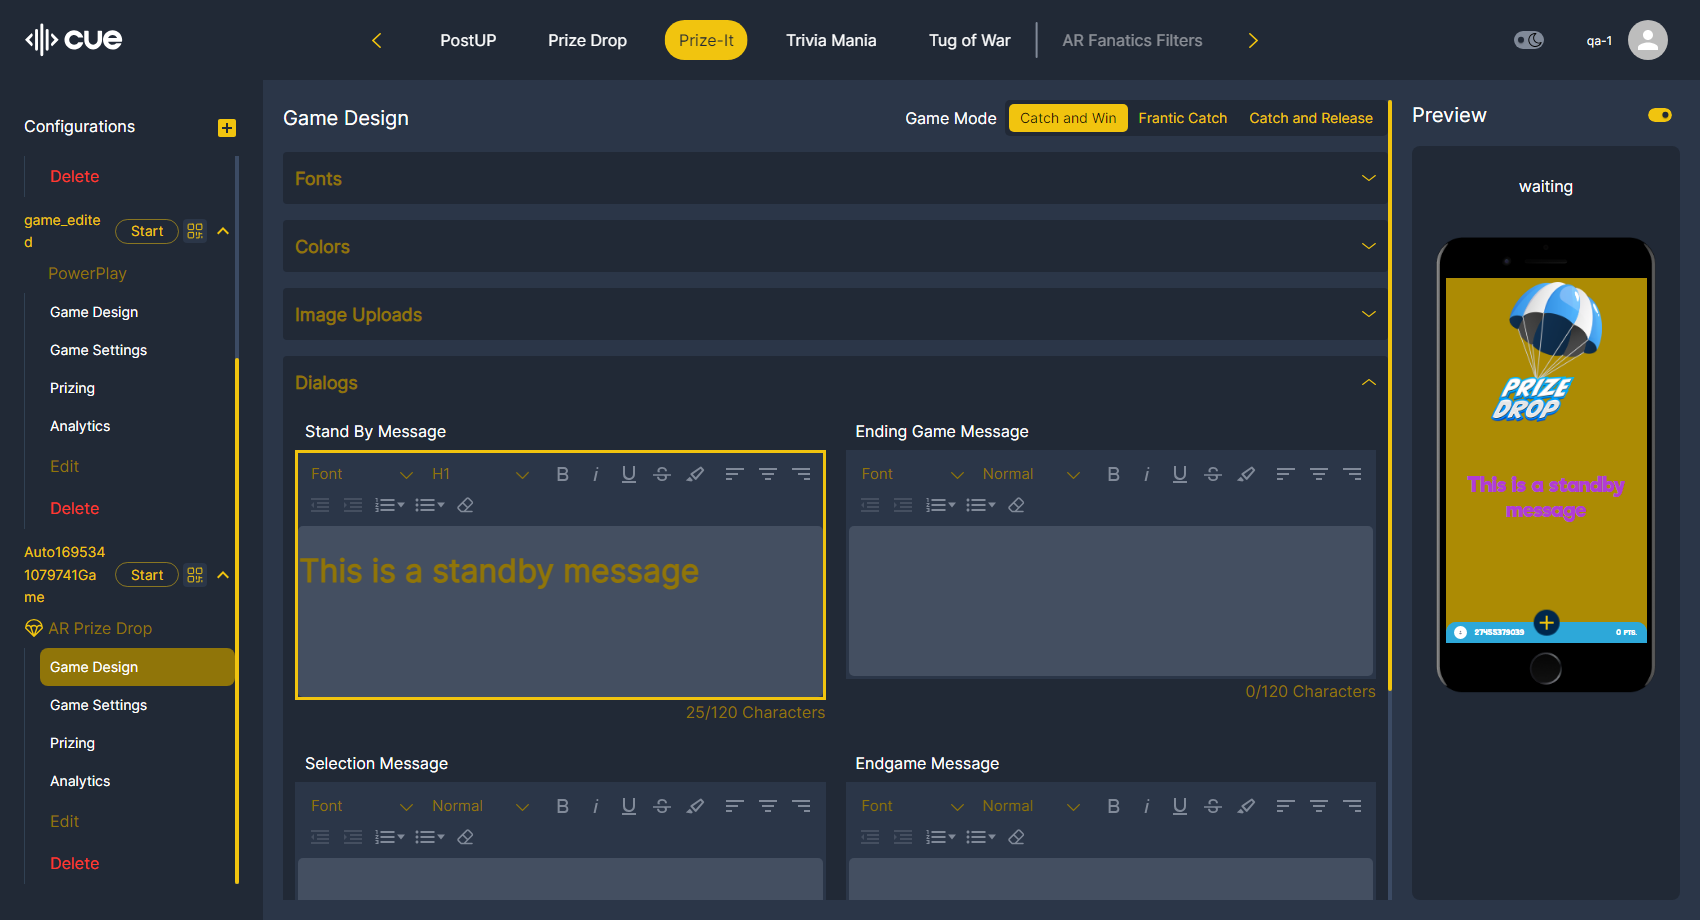 cue
PostUP
Prize Drop
Prize-It
Trivia Mania
Tug of War
AR Fanatics Filters
qa-1
Configurations
Delete
game_edite
d
Start
PowerPlay
Game Design
Game Settings
Prizing
Analytics
Edit
Delete
Auto169534
1079741Ga
me
Start
AR Prize Drop
Game Design
Game Settings
Prizing
Analytics
Edit
Delete
Game Design
Game Mode
Catch and Win
Frantic Catch
Catch and Release
Fonts
Colors
Image Uploads
Dialogs
Stand By Message
Font
H1
This is a standby message
25/120 Characters
Ending Game Message
Font
Normal
0/120 Characters
Selection Message
Font
Normal
Endgame Message
Font
Normal
Preview
waiting
PRIZE
DROP
This is a standby
message
27455379039
0 PTS.